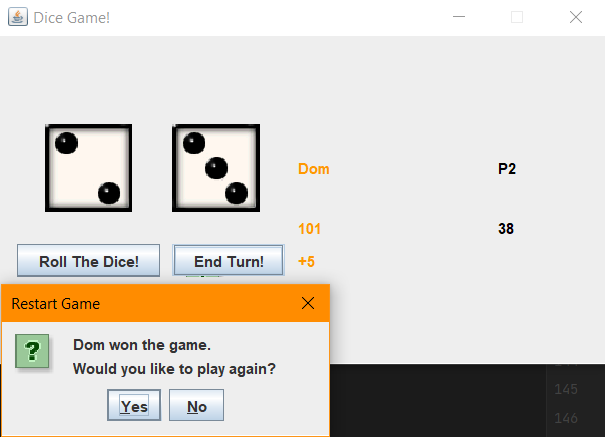 Dice Game!
Dom P2
101 38
Roll The Dice! End Turn! +5
Restart Game
Dom won the game.
Would you like to play again?
Yes No
145
146